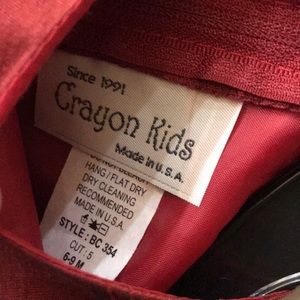 Since 1991
Crayon Kids
Made in U.S.A.
HANG/FLAT DRY
DRY CLEANING
RECOMMENDED
MADE IN U.S.A.
STYLE: BC 354
CUT: 5
6-9 M